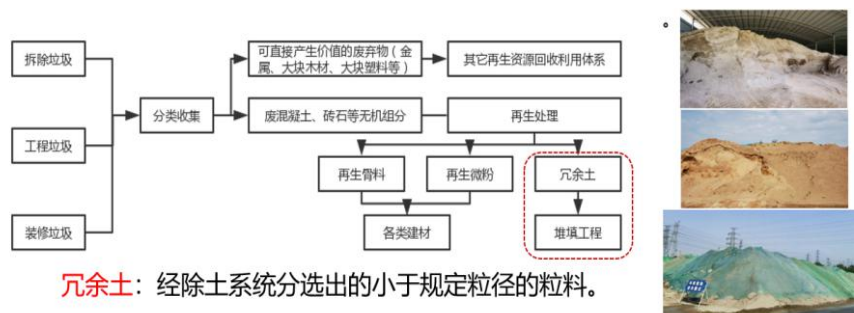 。
拆除垃圾
工程垃圾
装修垃圾
分类收集
可直接产生价值的废弃物（金
属、大块木材、大块塑料等）
其它再生资源回收利用体系
废混凝土、砖石等无机组分
再生处理
再生骨料
再生微粉
冗余土
各类建材
堆填工程
冗余土：经除土系统分选出的小于规定粒径的粒料。